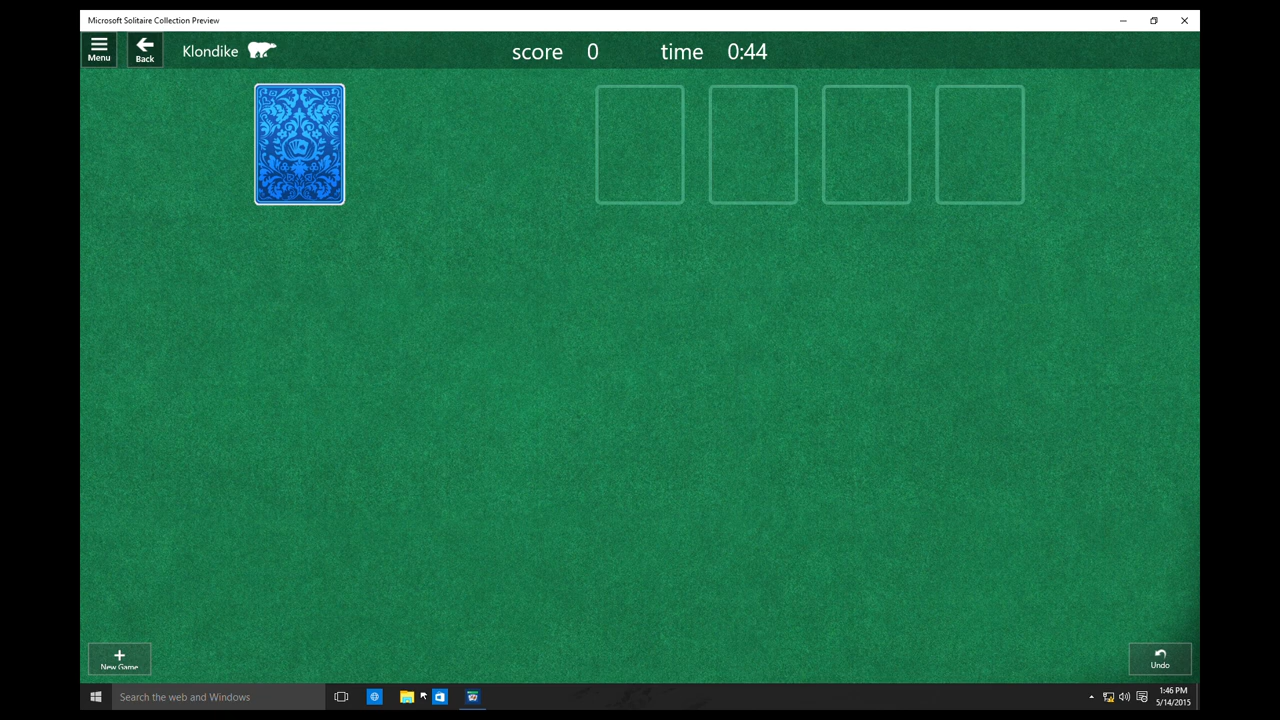 Microsoft Solitaire Collection Preview
Menu
Back
Klondike
score 0 time 0:44
New Game
Undo
Search the web and Windows
1:46 PM
5/14/2015